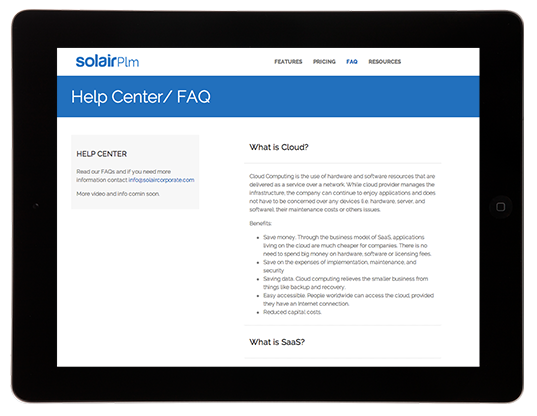 solairPlm
FEATURES PRICING FAQ RESOURCES
Help Center/ FAQ
HELP CENTER
Read our FAQs and if you need more
information contact info@solaircorporate.com
More video and info comin soon.
What is Cloud?
Cloud Computing is the use of hardware and software resources that are
delivered as a service over a network. While cloud provider manages the
infrastructure, the company can continue to enjoy applications and does
not have to be concerned over any devices (i.e. hardware, server, and
software), their maintenance costs or others issues.
Benefits:
• Save money. Through the business model of SaaS, applications
living on the cloud are much cheaper for companies. There is no
need to spend big money on hardware, software or licensing fees.
• Save on the expenses of implementation, maintenance, and
security
• Saving data. Cloud computing relieves the smaller business from
things like backup and recovery.
• Easy accessible. People worldwide can access the cloud, provided
they have an Internet connection.
• Reduced capital costs.
What is SaaS?